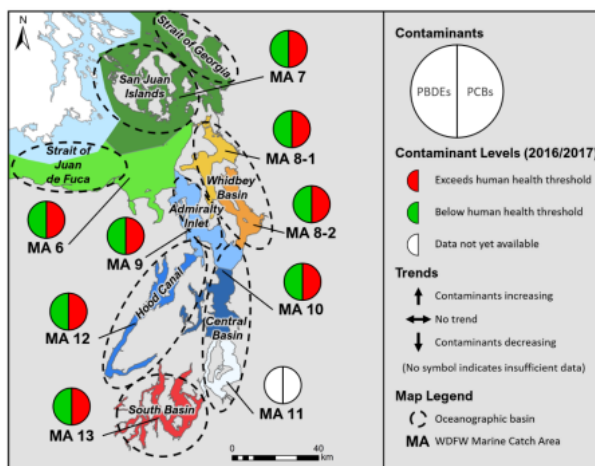 N
Strait of Georgia
San Juan
Islands
MA 7
Strait of
Juan
de Fuca
MA 8-1
Whidbey
Basin
MA 8-2
Admiralty
Inlet
MA 6
MA 9
MA 10
Hood Canal
MA 12
Central
Basin
MA 11
South Basin
MA 13
0 40
km
Contaminants
PBDEs PCBs
Contaminant Levels (2016/2017)
Exceeds human health threshold
Below human health threshold
Data not yet available
Trends
Contaminants increasing
No trend
Contaminants decreasing
(No symbol indicates insufficient data)
Map Legend
Oceanographic basin
MA WDFW Marine Catch Area